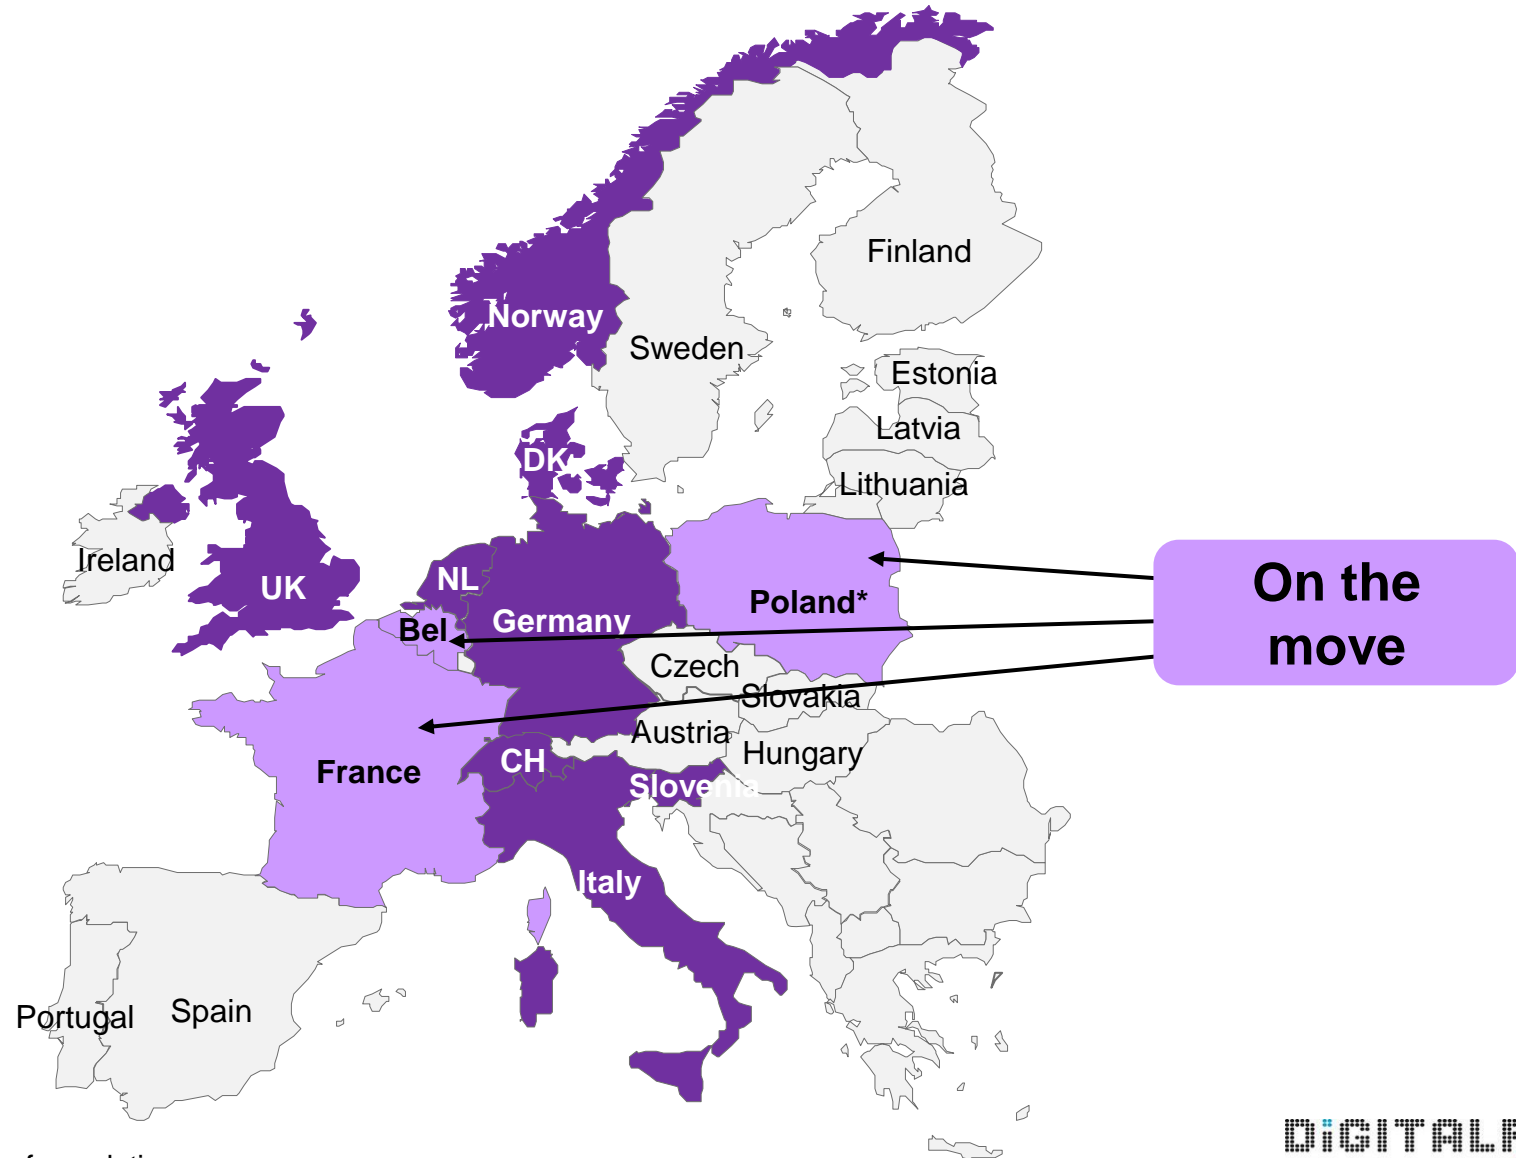 Finland
Norway
Sweden
Estonia
Latvia
DK
Lithuania
Ireland
UK
NL
Germany
Bel
Poland*
On the
move
Czech
Slovakia
Austria
Hungary
France
CH
Slovenia
Italy
Portugal
Spain